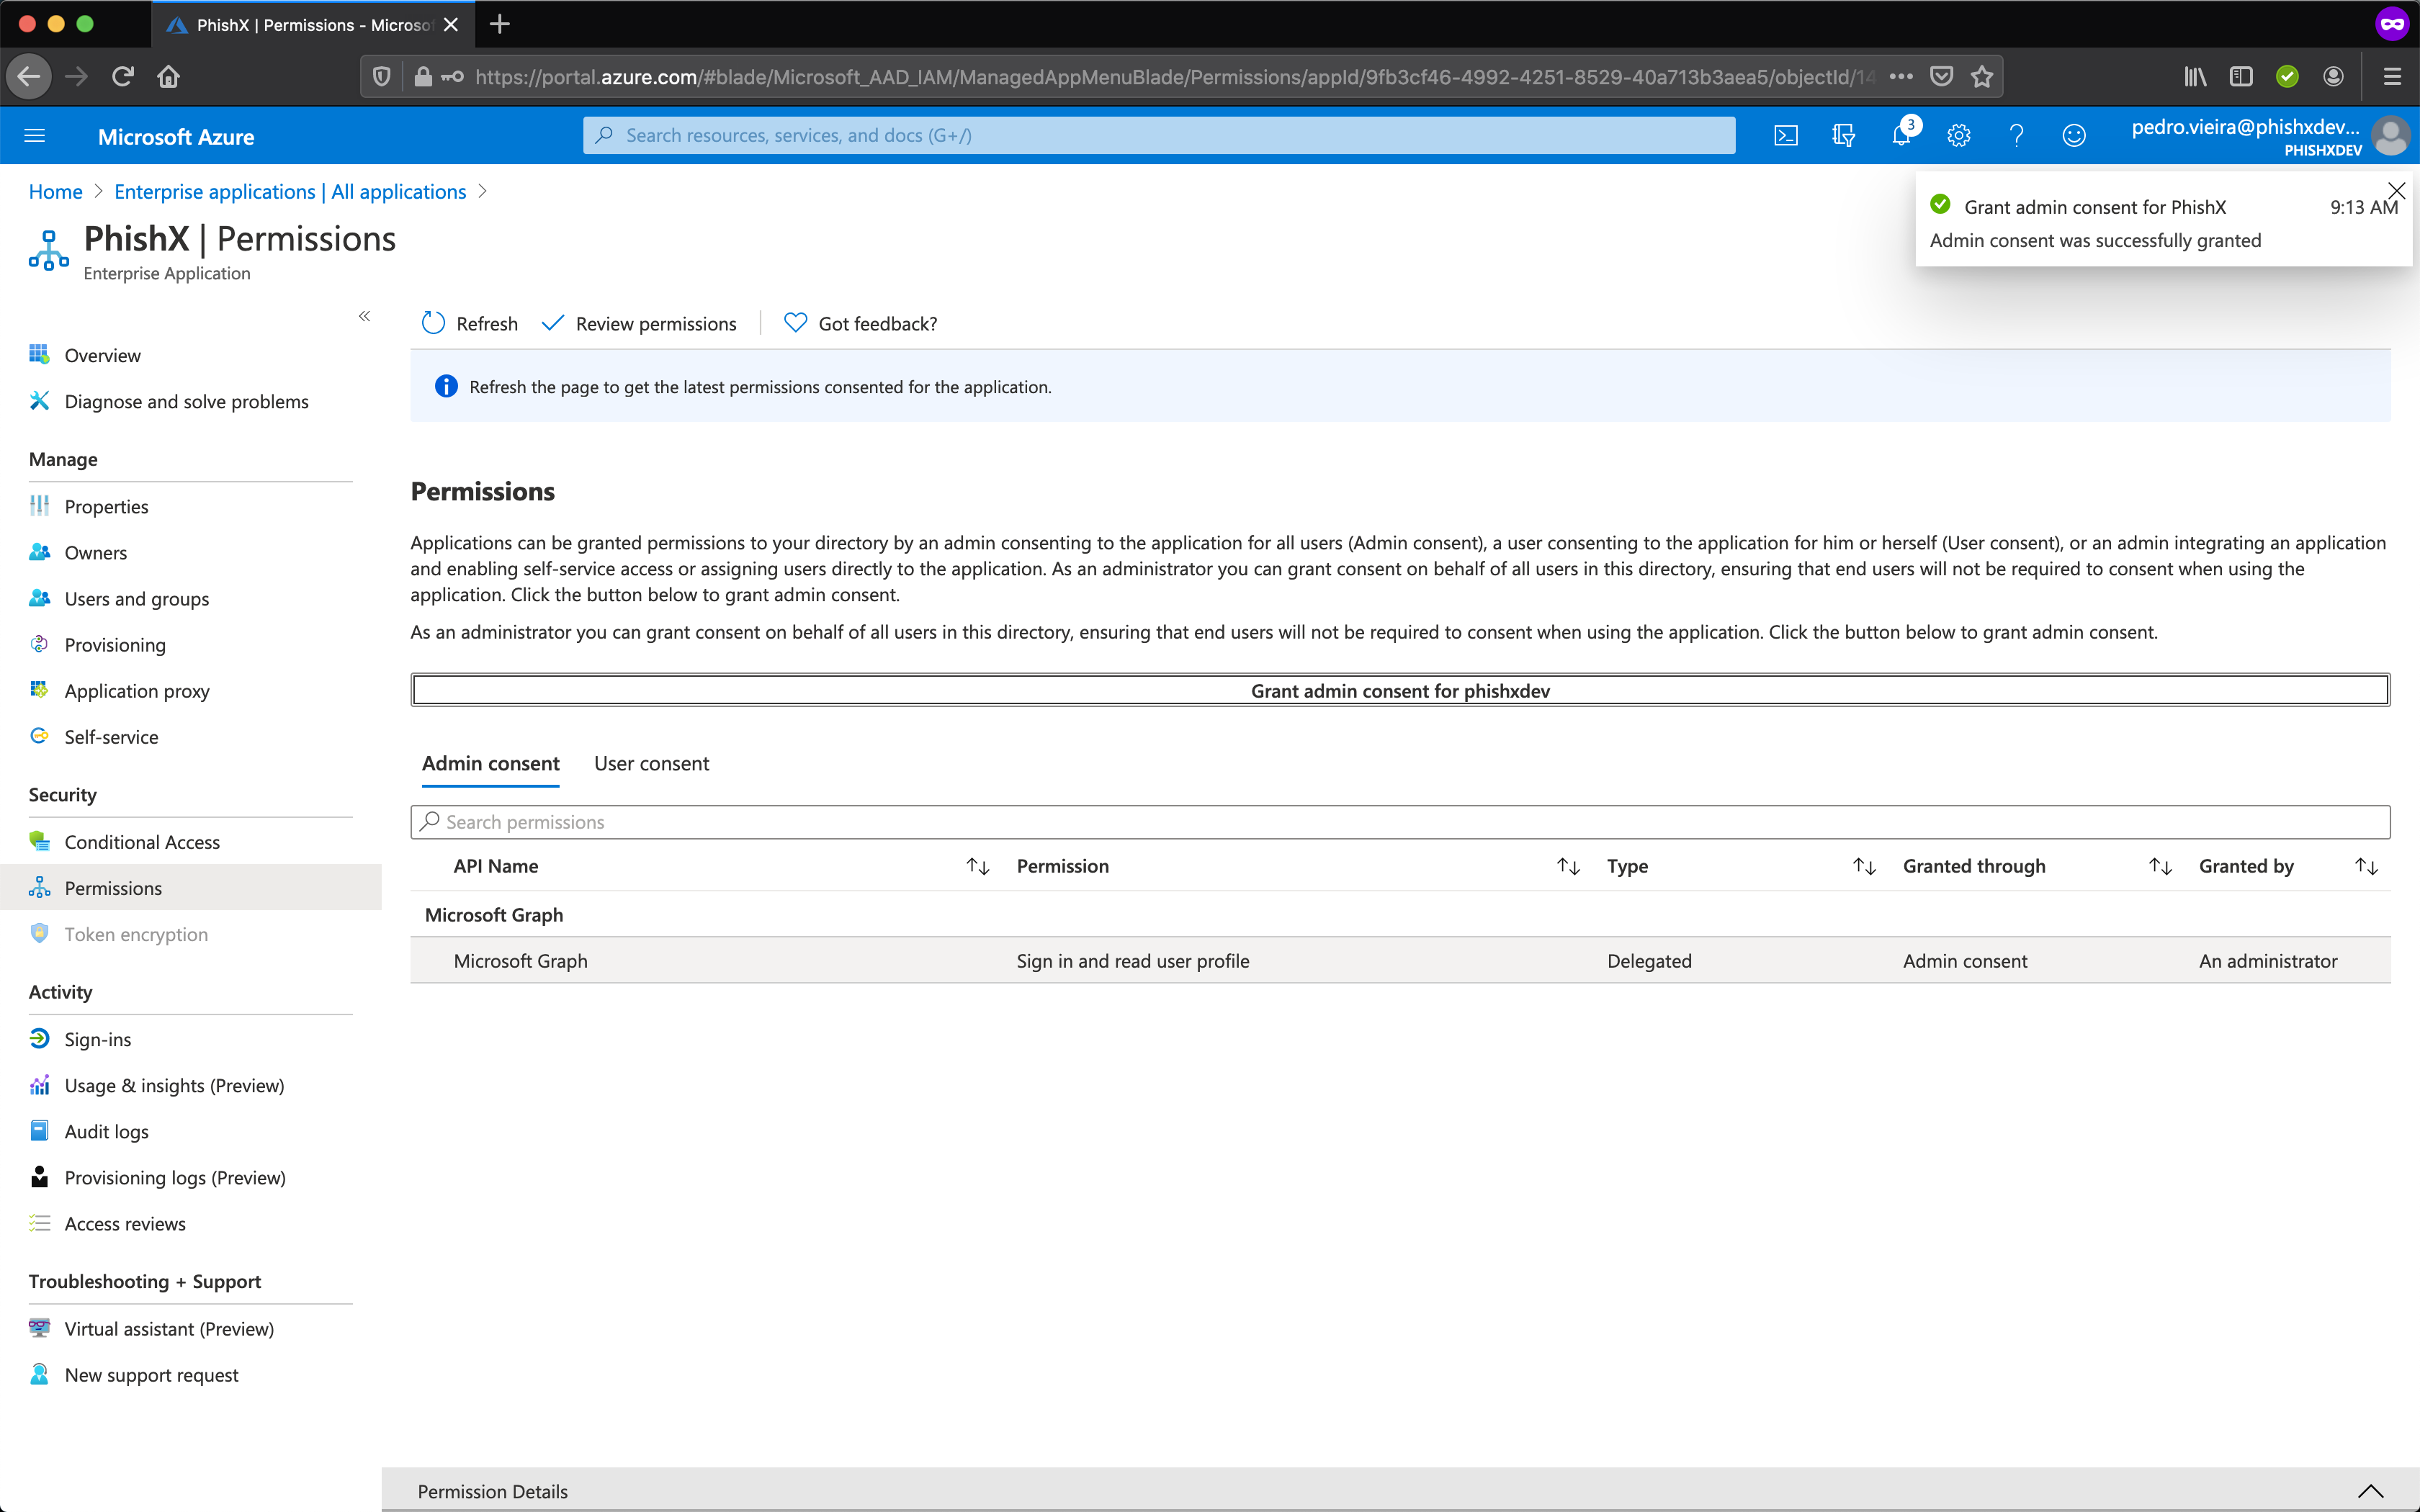 PhishX | Permissions - Microsof
https://portal.azure.com/#blade/Microsoft_AAD_IAM/ManagedAppMenuBlade/Permissions/appId/9fb3cf46-4992-4251-8529-40a713b3aea5/objectId/14
Microsoft Azure
Search resources, services, and docs (G+/)
3
pedro.vieira@phishxdev...
PHISHXDEV
Home > Enterprise applications | All applications >
PhishX | Permissions
Enterprise Application
Grant admin consent for PhishX
9:13 AM
Admin consent was successfully granted
Refresh
Review permissions
Got feedback?
Refresh the page to get the latest permissions consented for the application.
Overview
Diagnose and solve problems
Manage
Properties
Owners
Users and groups
Provisioning
Application proxy
Self-service
Security
Conditional Access
Permissions
Token encryption
Activity
Sign-ins
Usage & insights (Preview)
Audit logs
Provisioning logs (Preview)
Access reviews
Troubleshooting + Support
Virtual assistant (Preview)
New support request
Permissions
Applications can be granted permissions to your directory by an admin consenting to the application for all users (Admin consent), a user consenting to the application for him or herself (User consent), or an admin integrating an application
and enabling self-service access or assigning users directly to the application. As an administrator you can grant consent on behalf of all users in this directory, ensuring that end users will not be required to consent when using the
application. Click the button below to grant admin consent.
As an administrator you can grant consent on behalf of all users in this directory, ensuring that end users will not be required to consent when using the application. Click the button below to grant admin consent.
Grant admin consent for phishxdev
Admin consent
User consent
Search permissions
API Name
Permission
Type
Granted through
Granted by
Microsoft Graph
Microsoft Graph
Sign in and read user profile
Delegated
Admin consent
An administrator
Permission Details